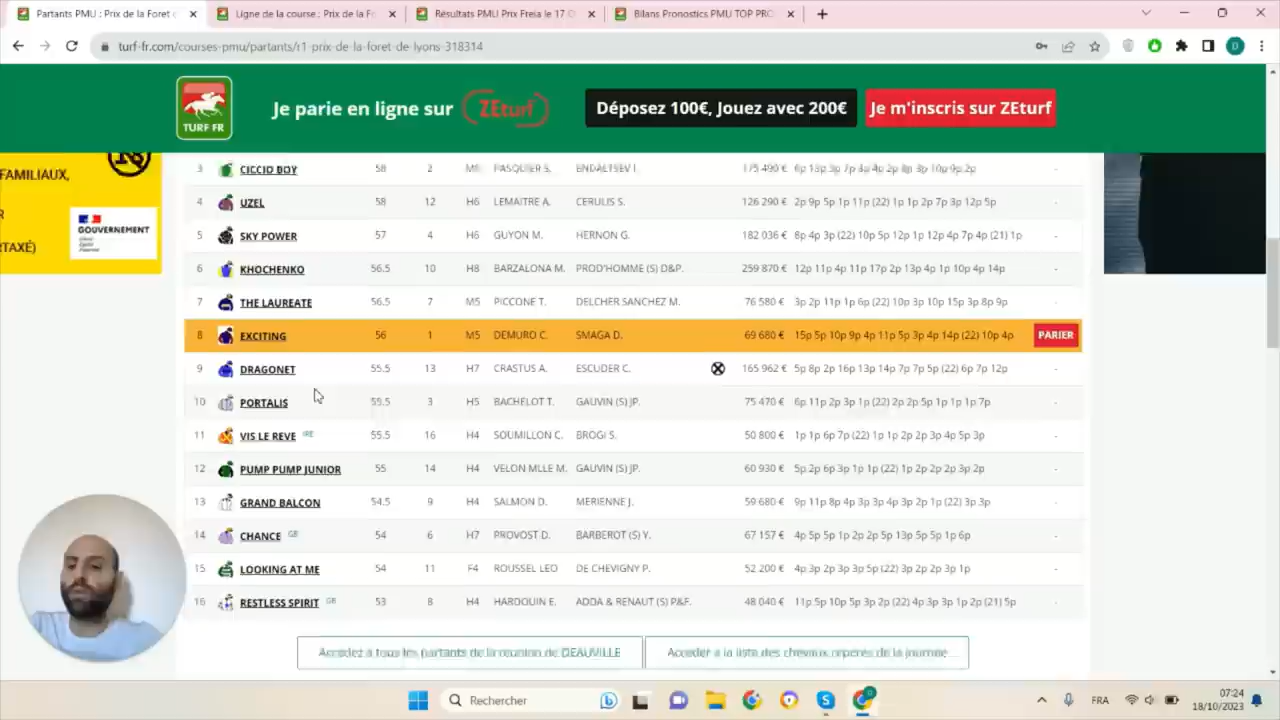 Partants PMU : Prix de la Foret
Ligne de la course : Prix de la Fo
Résultats PMU Prix Freia le 17 O
Bilans Pronostics PMU TOP PRO
turf-fr.com/courses-pmu/partants/r1-prix-de-la-foret-de-lyons-318314
D
TURF FR
Je parie en ligne sur
ZEturf
Déposez 100€, Jouez avec 200€
Je m'inscris sur ZEturf
FAMILIAUX,
GOUVERNEMENT
TAXÉ)
3 CICCIO BOY 58 2 PASQUIER S. ENDALTSEV I. 175 490 €
4 UZEL 58 12 H6 LEMAITRE A. CERULIS S. 126 290 € 2p 9p 5p 1p 11p (22) 1p 1p 2p 7p 3p 12p 5p -
5 SKY POWER 57 4 H6 GUYON M. HERNON G. 182 036 € 8p 4p 3p (22) 10p 5p 12p 1p 12p 4p 7p 4p (21) 1p -
6 KHOCHENKO 56.5 10 H8 BARZALONA M. PROD'HOMME (S) D&P. 259 870 € 12p 11p 4p 11p 17p 2p 13p 4p 1p 10p 4p 14p -
7 THE LAUREATE 56.5 7 M5 PICCONE T. DELCHER SANCHEZ M. 76 580 € 3p 2p 11p 1p 6p (22) 10p 3p 10p 15p 3p 8p 9p -
8 EXCITING 56 1 M5 DEMURO C. SMAGA D. 69 680 € 15p 5p 10p 9p 4p 11p 5p 3p 4p 14p (22) 10p 4p PARIER
9 DRAGONET 55.5 13 H7 CRASTUS A. ESCUDER C. 165 962 € 5p 8p 2p 16p 13p 14p 7p 7p 5p (22) 6p 7p 12p -
10 PORTALIS 55.5 3 H5 BACHELOT T. GAUVIN (S) JP. 75 470 € 6p 11p 2p 3p 1p (22) 2p 2p 5p 1p 1p 1p 7p -
11 VIS LE REVE IRE 55.5 16 H4 SOUMILLON C. BROGI S. 50 800 € 1p 1p 6p 7p (22) 1p 1p 2p 2p 3p 4p 5p 3p -
12 PUMP PUMP JUNIOR 55 14 H4 VELON MLLE M. GAUVIN (S) JP. 60 930 € 5p 2p 6p 3p 1p 1p (22) 1p 2p 2p 2p 3p 2p -
13 GRAND BALCON 54.5 9 H4 SALMON D. MERIENNE J. 59 680 € 9p 11p 8p 4p 3p 3p 4p 3p 2p 1p (22) 3p 3p -
14 CHANCE GB 54 6 H7 PROVOST D. BARBEROT (S) Y. 67 157 € 4p 5p 5p 1p 2p 2p 5p 13p 5p 5p 1p 6p -
15 LOOKING AT ME 54 11 F4 ROUSSEL LEO DE CHEVIGNY P. 52 200 € 4p 3p 2p 3p 3p 5p (22) 3p 2p 2p 3p 1p -
16 RESTLESS SPIRIT GB 53 8 H4 HARDOUIN E. ADDA & RENAUT (S) P&F. 48 040 € 11p 5p 10p 5p 3p 2p (22) 4p 3p 3p 1p 2p (21) 5p -
Accédez à tous les partants de la réunion de DEAUVILLE
Accéder à la liste des chevaux repérés de la journée
Rechercher
FRA
07:24
18/10/2023